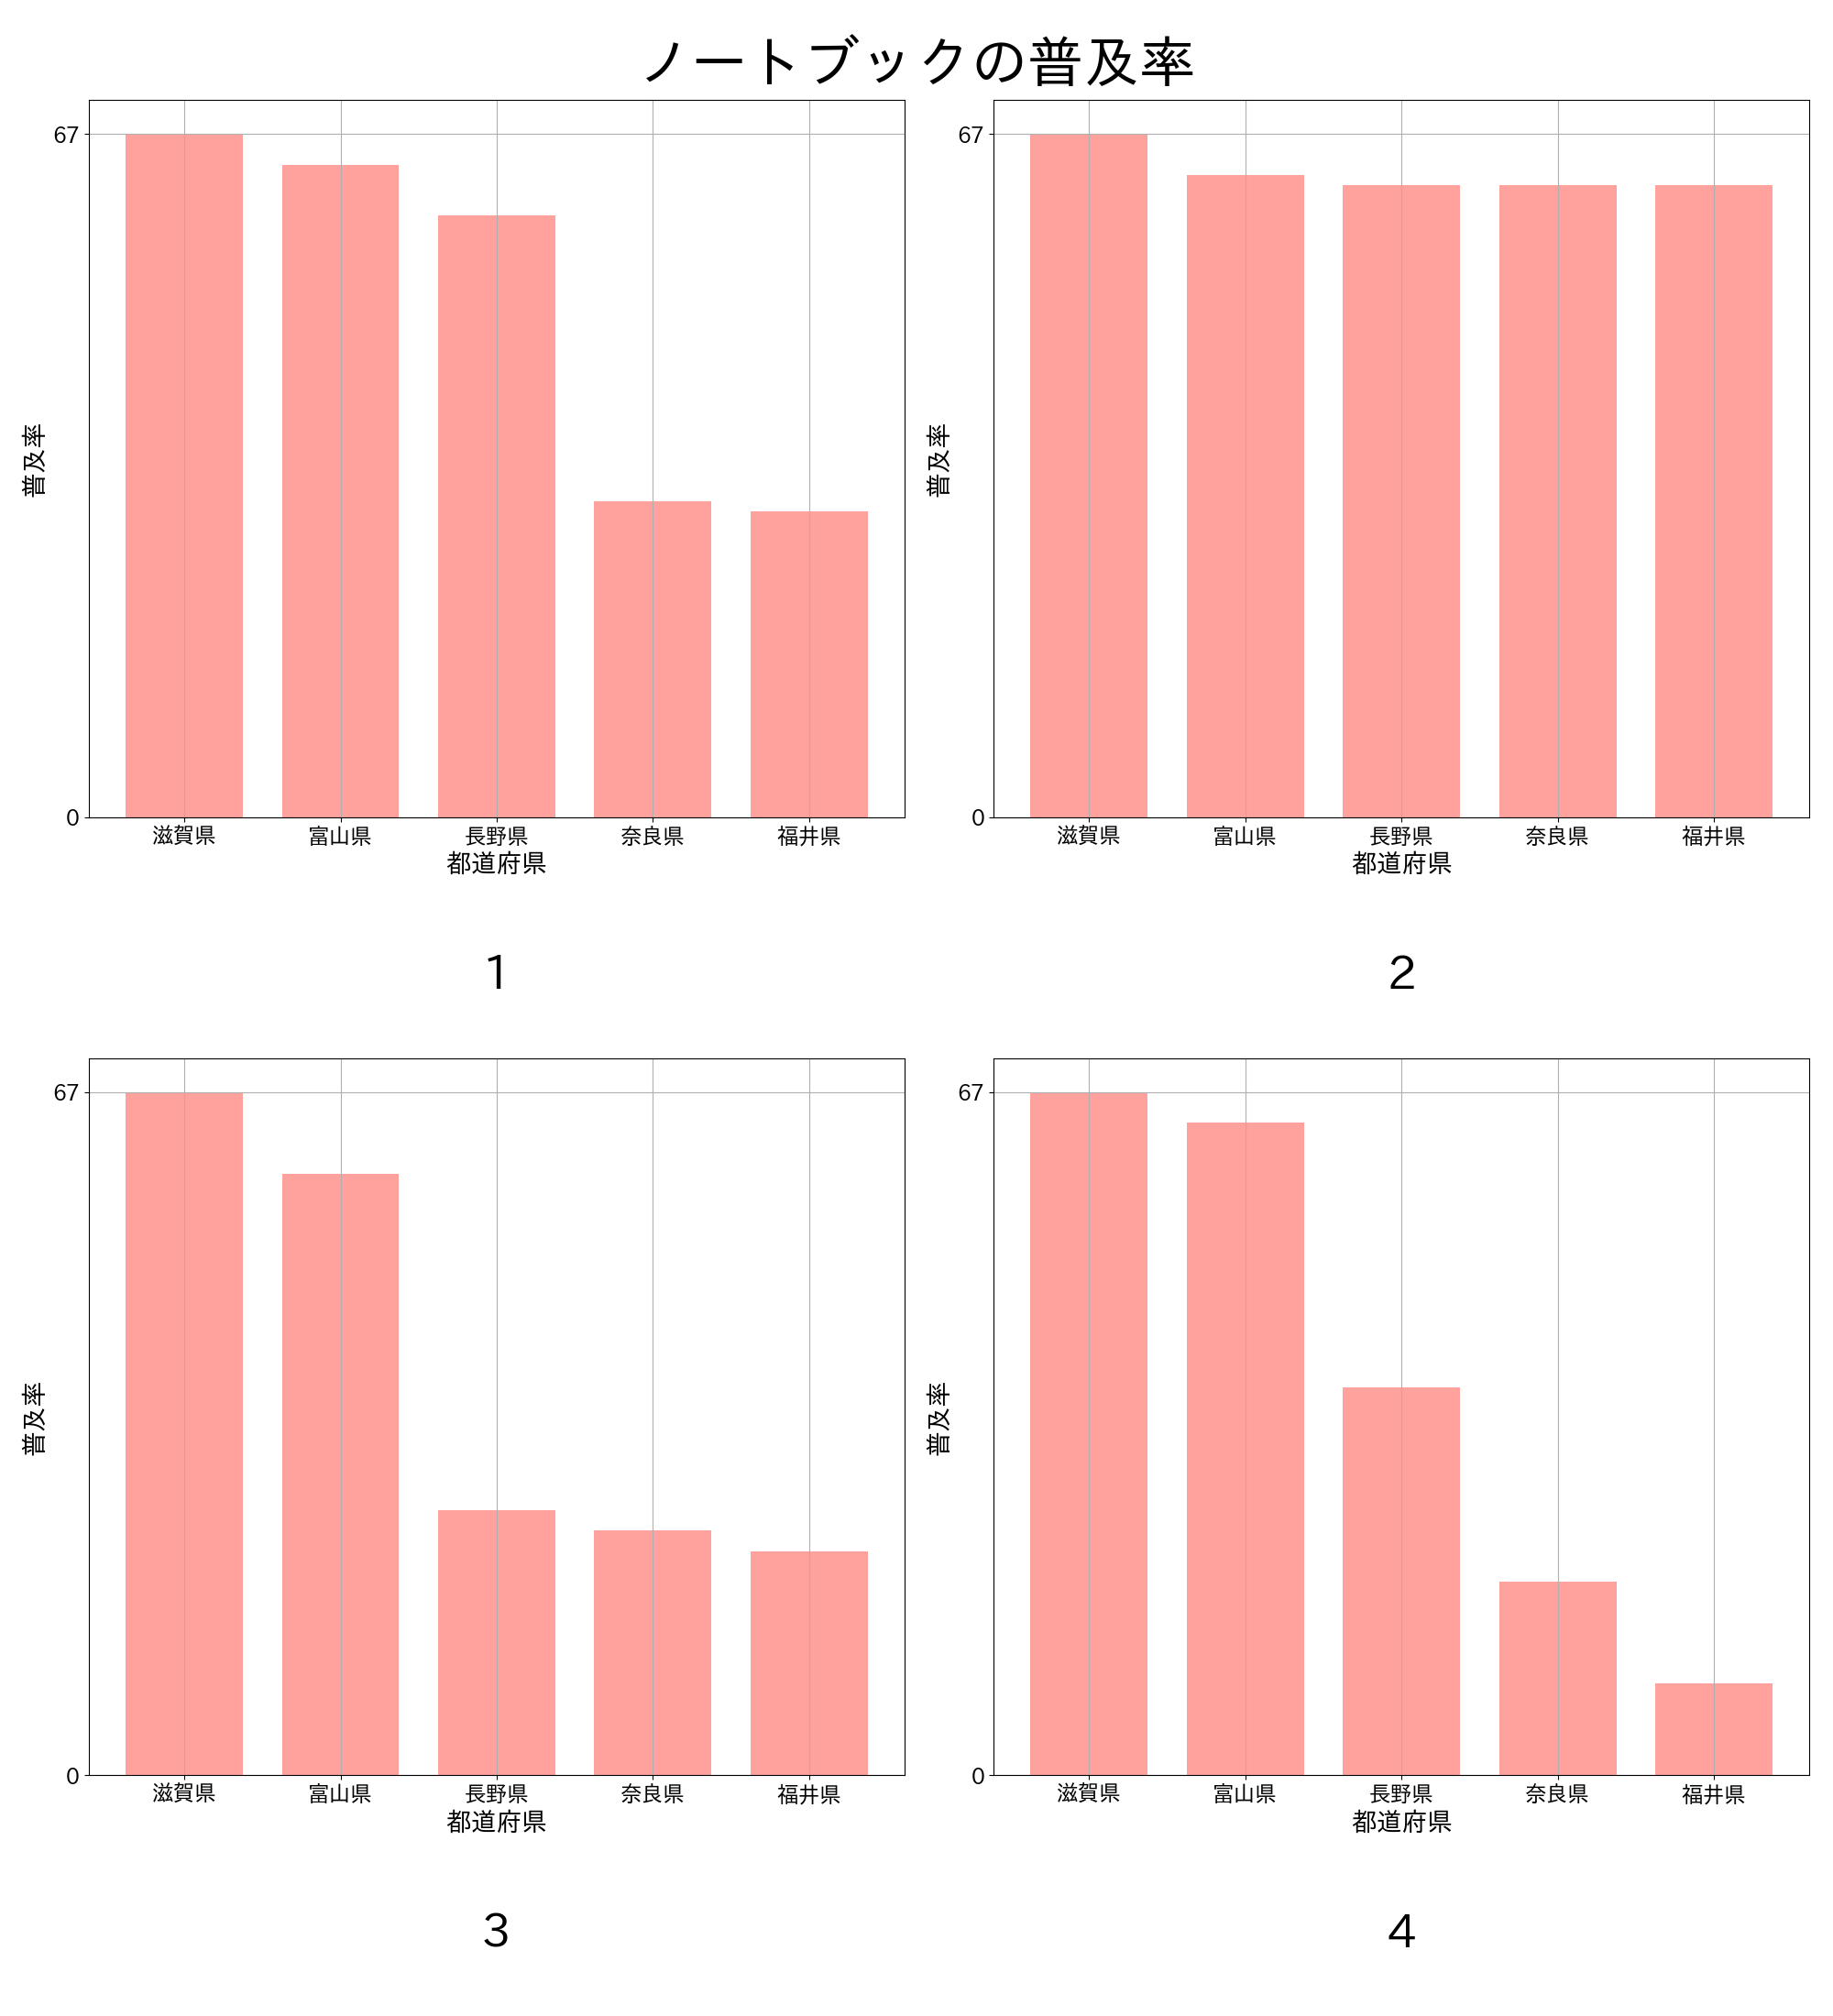 ノートブックの普及率
67
0
普及率
滋賀県 富山県 長野県 奈良県 福井県
都道府県
1
67
0
普及率
滋賀県 富山県 長野県 奈良県 福井県
都道府県
2
67
0
普及率
滋賀県 富山県 長野県 奈良県 福井県
都道府県
3
67
0
普及率
滋賀県 富山県 長野県 奈良県 福井県
都道府県
4